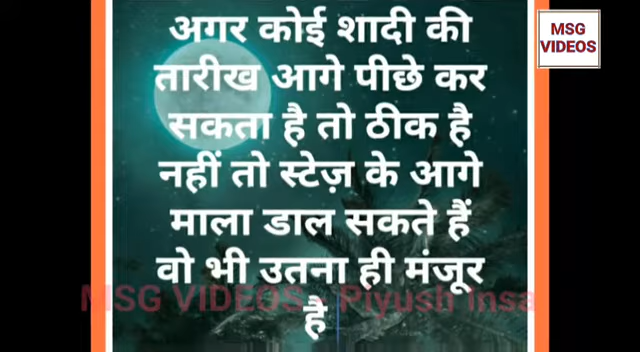 अगर कोई शादी की
तारीख आगे पीछे कर
सकता है तो ठीक है
नहीं तो स्टेज़ के आगे
माला डाल सकते हैं
वो भी उतना ही मंजूर
है
MSG
VIDEOS
MSG VIDEOS - Piyush Insa